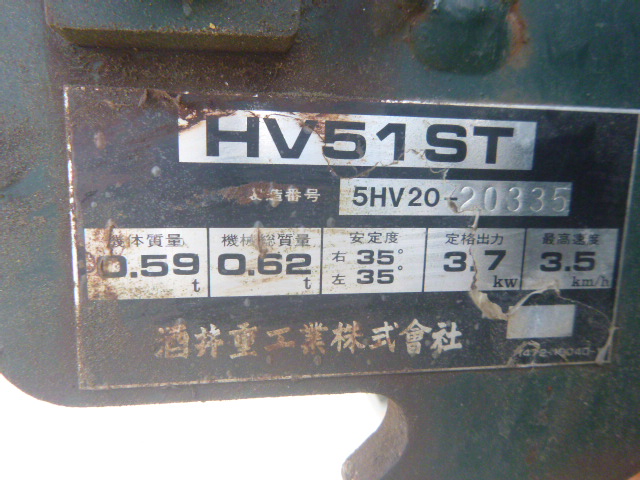 HV51ST
番号 5HV20-20335
機体質量 機械総質量 安定度 定格出力 最高速度
0.59 t 0.62 t 右 35° 左 35° 3.7 kw 3.5 km/h
酒井重工業株式會社